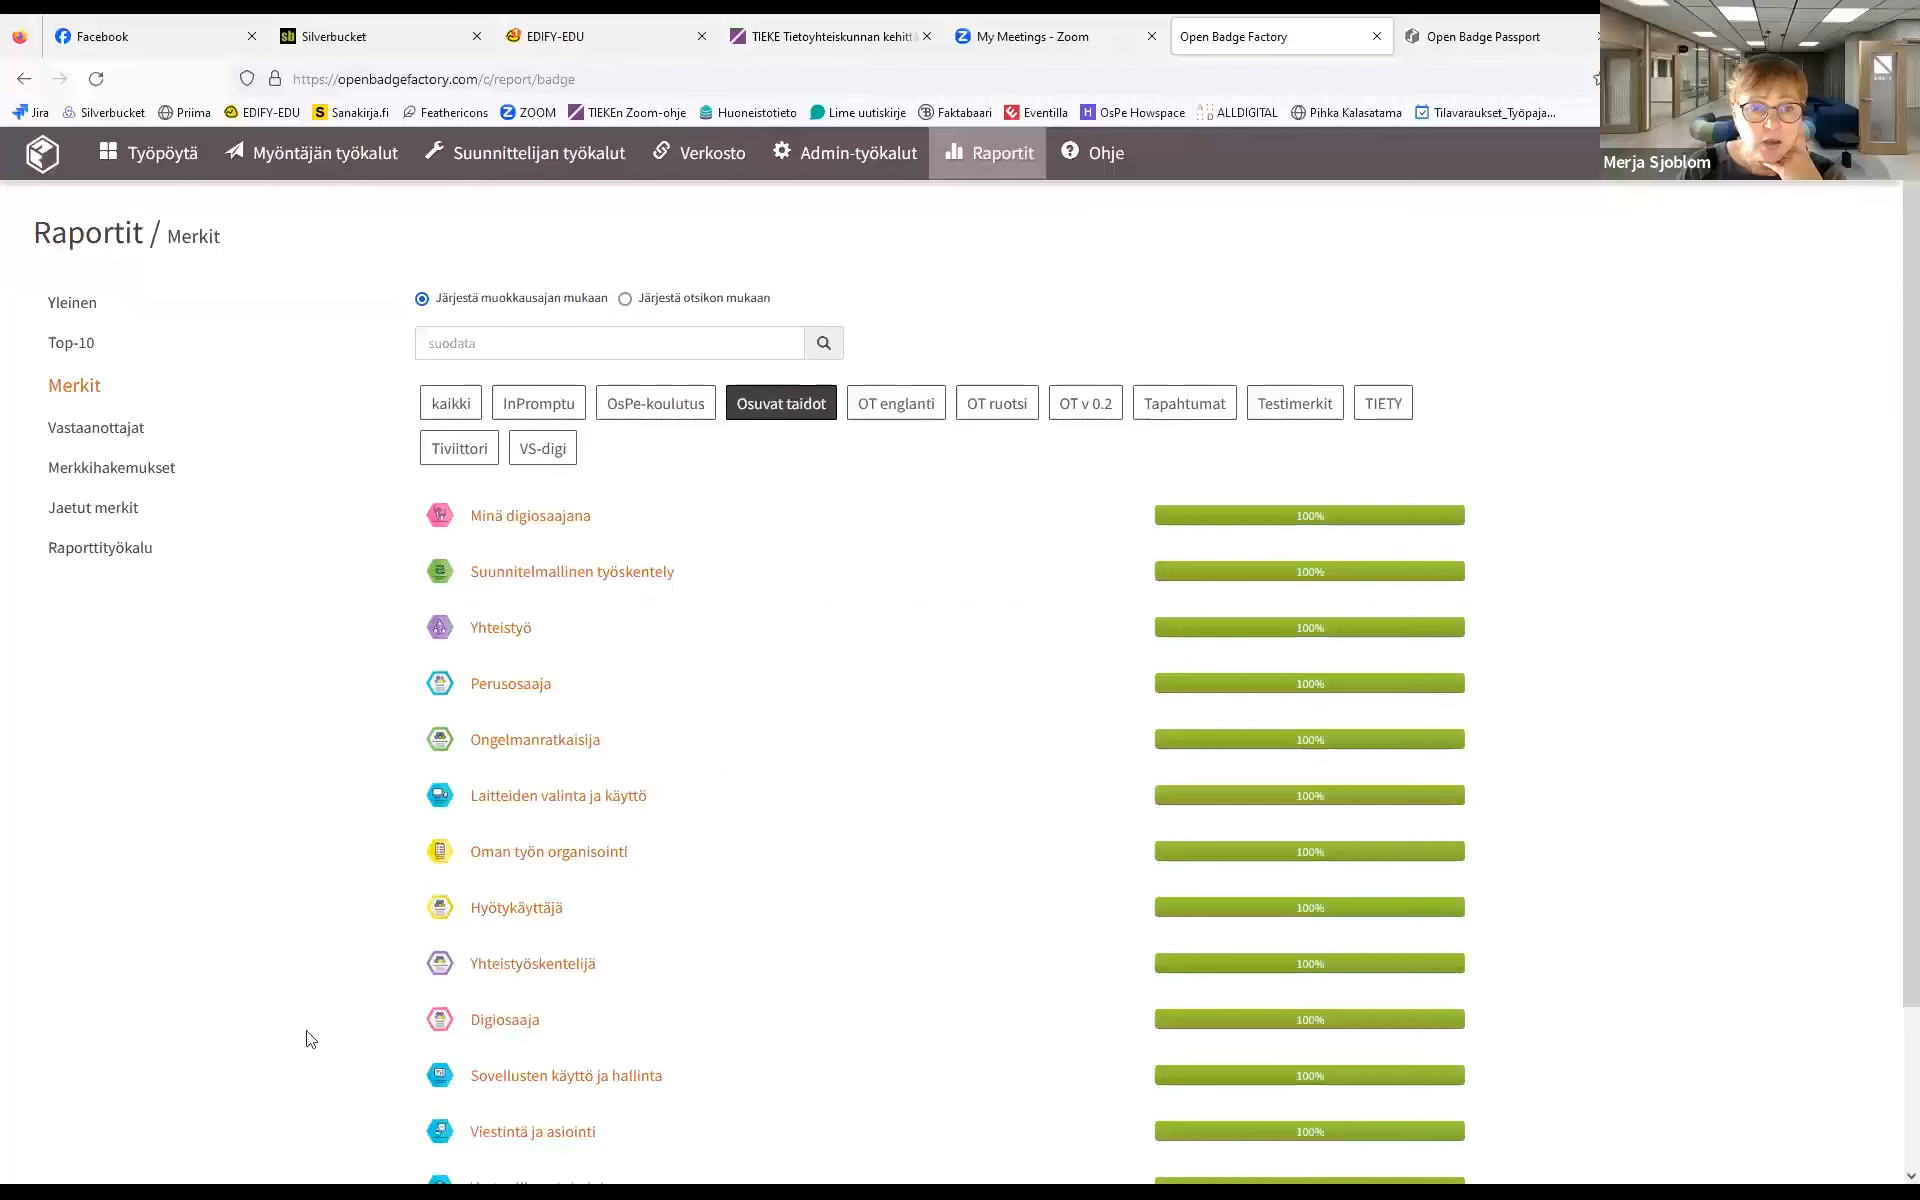 Facebook
Silverbucket
EDIFY-EDU
TIEKE Tietoyhteiskunnan kehittä
My Meetings - Zoom
Open Badge Factory
Open Badge Passport
https://openbadgefactory.com/c/report/badge
Jira
Silverbucket
Priima
EDIFY-EDU
Sanakirja.fi
Feathericons
ZOOM
TIEKEn Zoom-ohje
Huoneistotieto
Lime uutiskirje
Faktabaari
Eventilla
OsPe Howspace
ALLDIGITAL
Pihka Kalasatama
Tilavaraukset_Työpaja...
Merja Sjoblom
Työpöytä
Myöntäjän työkalut
Suunnittelijan työkalut
Verkosto
Admin-työkalut
Raportit
Ohje
Raportit / Merkit
Yleinen
Top-10
Merkit
Vastaanottajat
Merkkihakemukset
Jaetut merkit
Raporttityökalu
Järjestä muokkausajan mukaan
Järjestä otsikon mukaan
suodata
kaikki
InPromptu
OsPe-koulutus
Osuvat taidot
OT englanti
OT ruotsi
OT v 0.2
Tapahtumat
Testimerkit
TIETY
Tiviittori
VS-digi
Minä digiosaajana 100%
Suunnitelmallinen työskentely 100%
Yhteistyö 100%
Perusosaaja 100%
Ongelmanratkaisija 100%
Laitteiden valinta ja käyttö 100%
Oman työn organisointi 100%
Hyötykäyttäjä 100%
Yhteistyöskentelijä 100%
Digiosaaja 100%
Sovellusten käyttö ja hallinta 100%
Viestintä ja asiointi 100%